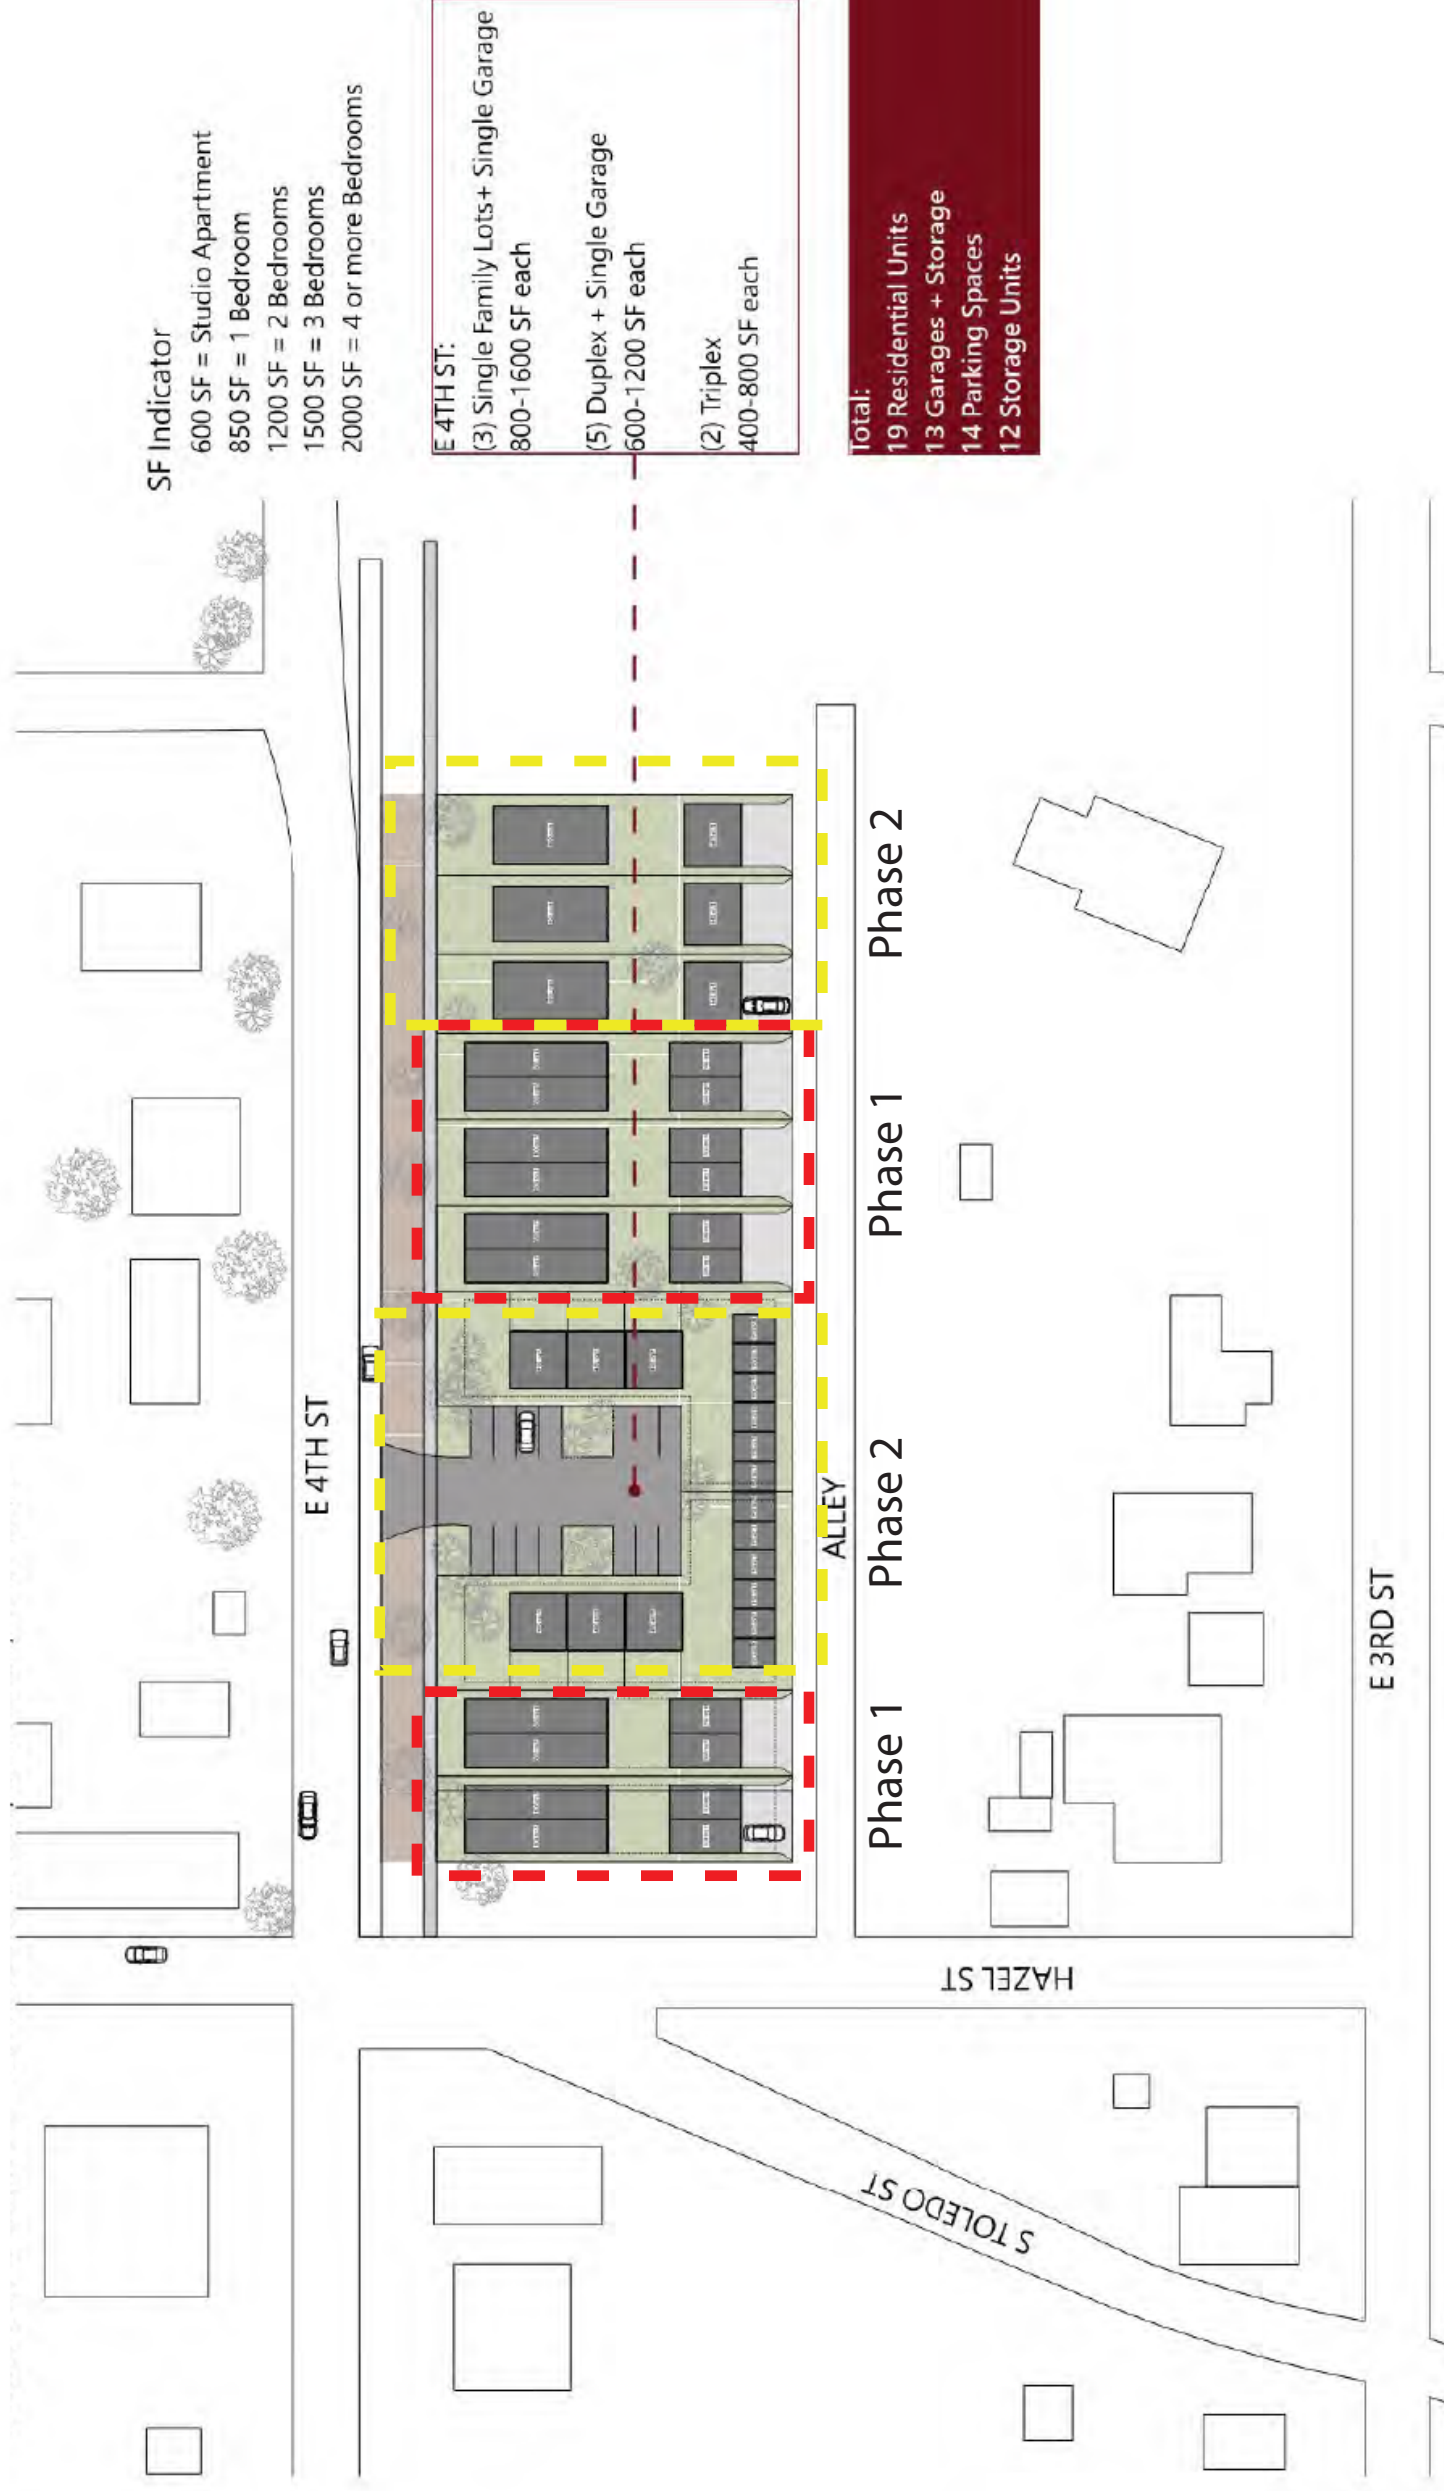 SF Indicator
600 SF = Studio Apartment
850 SF = 1 Bedroom
1200 SF = 2 Bedrooms
1500 SF = 3 Bedrooms
2000 SF = 4 or more Bedrooms
E 4TH ST:
(3) Single Family Lots+ Single Garage
800-1600 SF each
(5) Duplex + Single Garage
600-1200 SF each
(2) Triplex
400-800 SF each
Total:
19 Residential Units
13 Garages + Storage
14 Parking Spaces
12 Storage Units
E 4TH ST
ALLEY
Phase 1
Phase 2
Phase 1
Phase 2
HAZEL ST
E 3RD ST
S TOLEDO ST